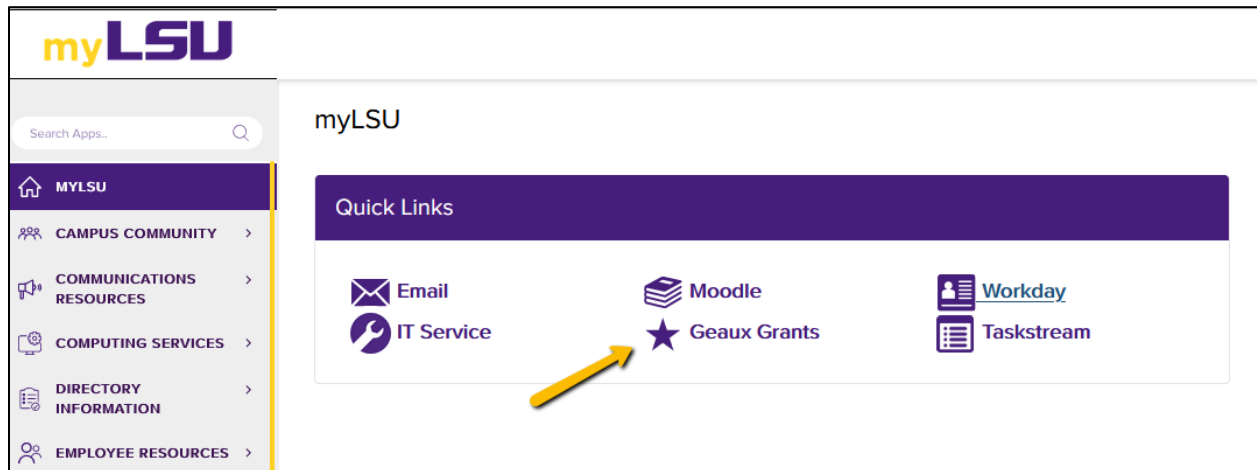 myLSU
Search Apps..
MYLSU
CAMPUS COMMUNITY
COMMUNICATIONS
RESOURCES
COMPUTING SERVICES
DIRECTORY
INFORMATION
EMPLOYEE RESOURCES
myLSU
Quick Links
Email
Moodle
Workday
IT Service
Geaux Grants
Taskstream